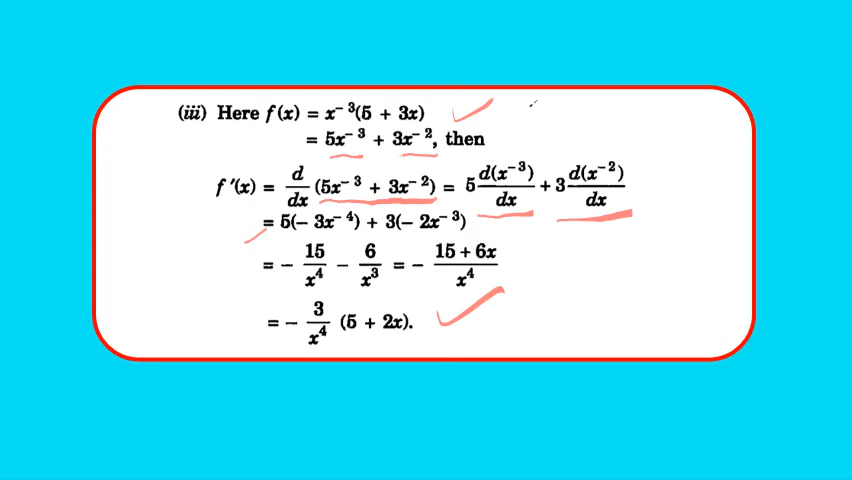 (iii) Here f(x) = x⁻³(5 + 3x)
= 5x⁻³ + 3x⁻², then
f′(x) = d/dx (5x⁻³ + 3x⁻²) = 5 d(x⁻³)/dx + 3 d(x⁻²)/dx
= 5(− 3x⁻⁴) + 3(− 2x⁻³)
= − 15/x⁴ − 6/x³ = − (15 + 6x)/x⁴
= − 3/x⁴ (5 + 2x).